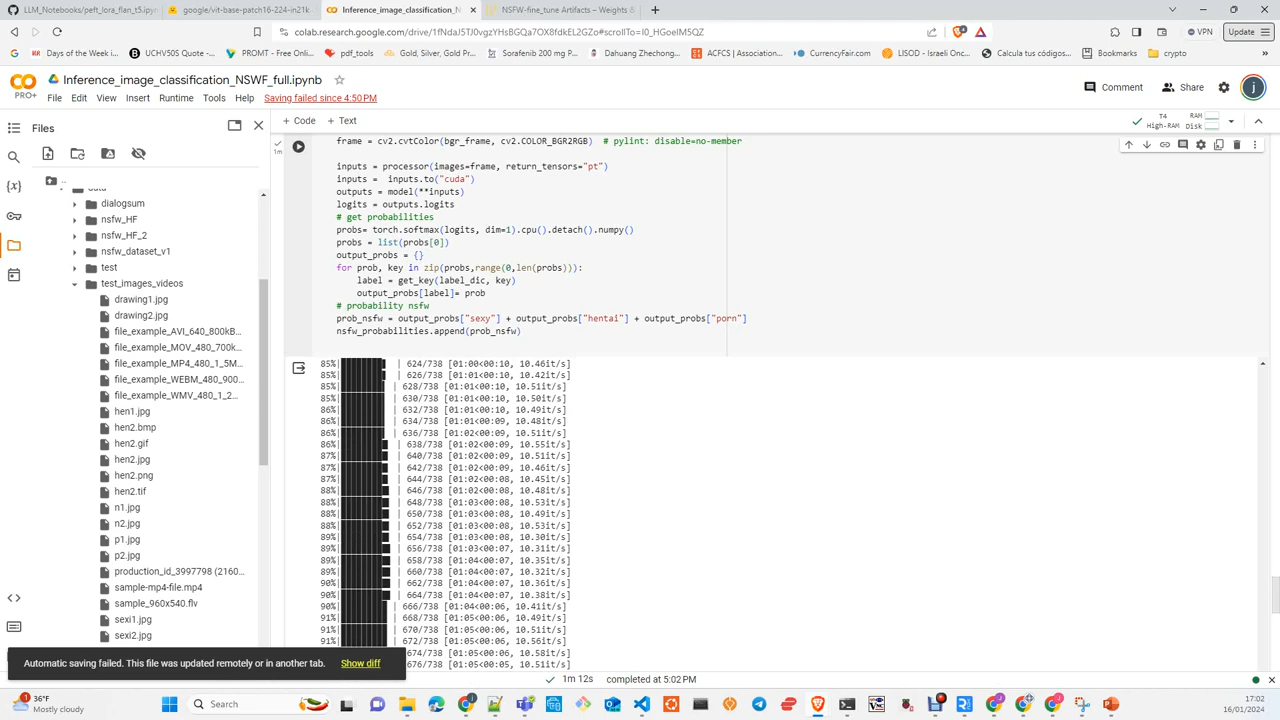 LLM_Notebooks/peft_lora_flan_t5.ipyn
google/vit-base-patch16-224-in21k
Inference_image_classification_N
NSWF-fine_tune Artifacts – Weights &
colab.research.google.com/drive/1fNdaJ5TJ0vgzYHsBGQa7OX8fdkEL2GZo#scrollTo=I0_HGoeIM5QZ
VPN
Update
Ra
Days of the Week i...
UCHV50S Quote -...
PROMT - Free Onli...
pdf_tools
Gold, Silver, Gold Pr...
Sorafenib 200 mg P...
Dahuang Zhechong...
ACFCS | Association...
CurrencyFair.com
LISOD - Israeli Onco...
Calcula tus códigos...
Bookmarks
crypto
Inference_image_classification_NSWF_full.ipynb
PRO+
File Edit View Insert Runtime Tools Help Saving failed since 4:50 PM
Comment
Share
j
Files
+ Code + Text
T4
High-RAM
RAM
Disk
1m
frame = cv2.cvtColor(bgr_frame, cv2.COLOR_BGR2RGB) # pylint: disable=no-member
inputs = processor(images=frame, return_tensors="pt")
inputs = inputs.to("cuda")
outputs = model(**inputs)
logits = outputs.logits
# get probabilities
probs= torch.softmax(logits, dim=1).cpu().detach().numpy()
probs = list(probs[0])
output_probs = {}
for prob, key in zip(probs,range(0,len(probs))):
label = get_key(label_dic, key)
output_probs[label]= prob
# probability nsfw
prob_nsfw = output_probs["sexy"] + output_probs["hentai"] + output_probs["porn"]
nsfw_probabilities.append(prob_nsfw)
..
data
dialogsum
nsfw_HF
nsfw_HF_2
nsfw_dataset_v1
test
test_images_videos
drawing1.jpg
drawing2.jpg
file_example_AVI_640_800kB...
file_example_MOV_480_700k...
file_example_MP4_480_1_5M...
file_example_WEBM_480_900...
file_example_WMV_480_1_2...
hen1.jpg
hen2.bmp
hen2.gif
hen2.jpg
hen2.png
hen2.tif
n1.jpg
n2.jpg
p1.jpg
p2.jpg
production_id_3997798 (2160...
sample-mp4-file.mp4
sample_960x540.flv
sexi1.jpg
sexi2.jpg
85%| | 624/738 [01:00<00:10, 10.46it/s]
85%| | 626/738 [01:01<00:10, 10.42it/s]
85%| | 628/738 [01:01<00:10, 10.51it/s]
85%| | 630/738 [01:01<00:10, 10.50it/s]
86%| | 632/738 [01:01<00:10, 10.49it/s]
86%| | 634/738 [01:01<00:09, 10.48it/s]
86%| | 636/738 [01:02<00:09, 10.51it/s]
86%| | 638/738 [01:02<00:09, 10.55it/s]
87%| | 640/738 [01:02<00:09, 10.51it/s]
87%| | 642/738 [01:02<00:09, 10.46it/s]
87%| | 644/738 [01:02<00:08, 10.45it/s]
88%| | 646/738 [01:02<00:08, 10.48it/s]
88%| | 648/738 [01:03<00:08, 10.53it/s]
88%| | 650/738 [01:03<00:08, 10.49it/s]
88%| | 652/738 [01:03<00:08, 10.53it/s]
89%| | 654/738 [01:03<00:08, 10.30it/s]
89%| | 656/738 [01:03<00:07, 10.31it/s]
89%| | 658/738 [01:04<00:07, 10.35it/s]
89%| | 660/738 [01:04<00:07, 10.32it/s]
90%| | 662/738 [01:04<00:07, 10.36it/s]
90%| | 664/738 [01:04<00:07, 10.38it/s]
90%| | 666/738 [01:04<00:06, 10.41it/s]
91%| | 668/738 [01:05<00:06, 10.49it/s]
91%| | 670/738 [01:05<00:06, 10.51it/s]
91%| | 672/738 [01:05<00:06, 10.56it/s]
674/738 [01:05<00:06, 10.58it/s]
676/738 [01:05<00:05, 10.51it/s]
Automatic saving failed. This file was updated remotely or in another tab. Show diff
1m 12s completed at 5:02 PM
36°F
Mostly cloudy
Search
17:02
16/01/2024